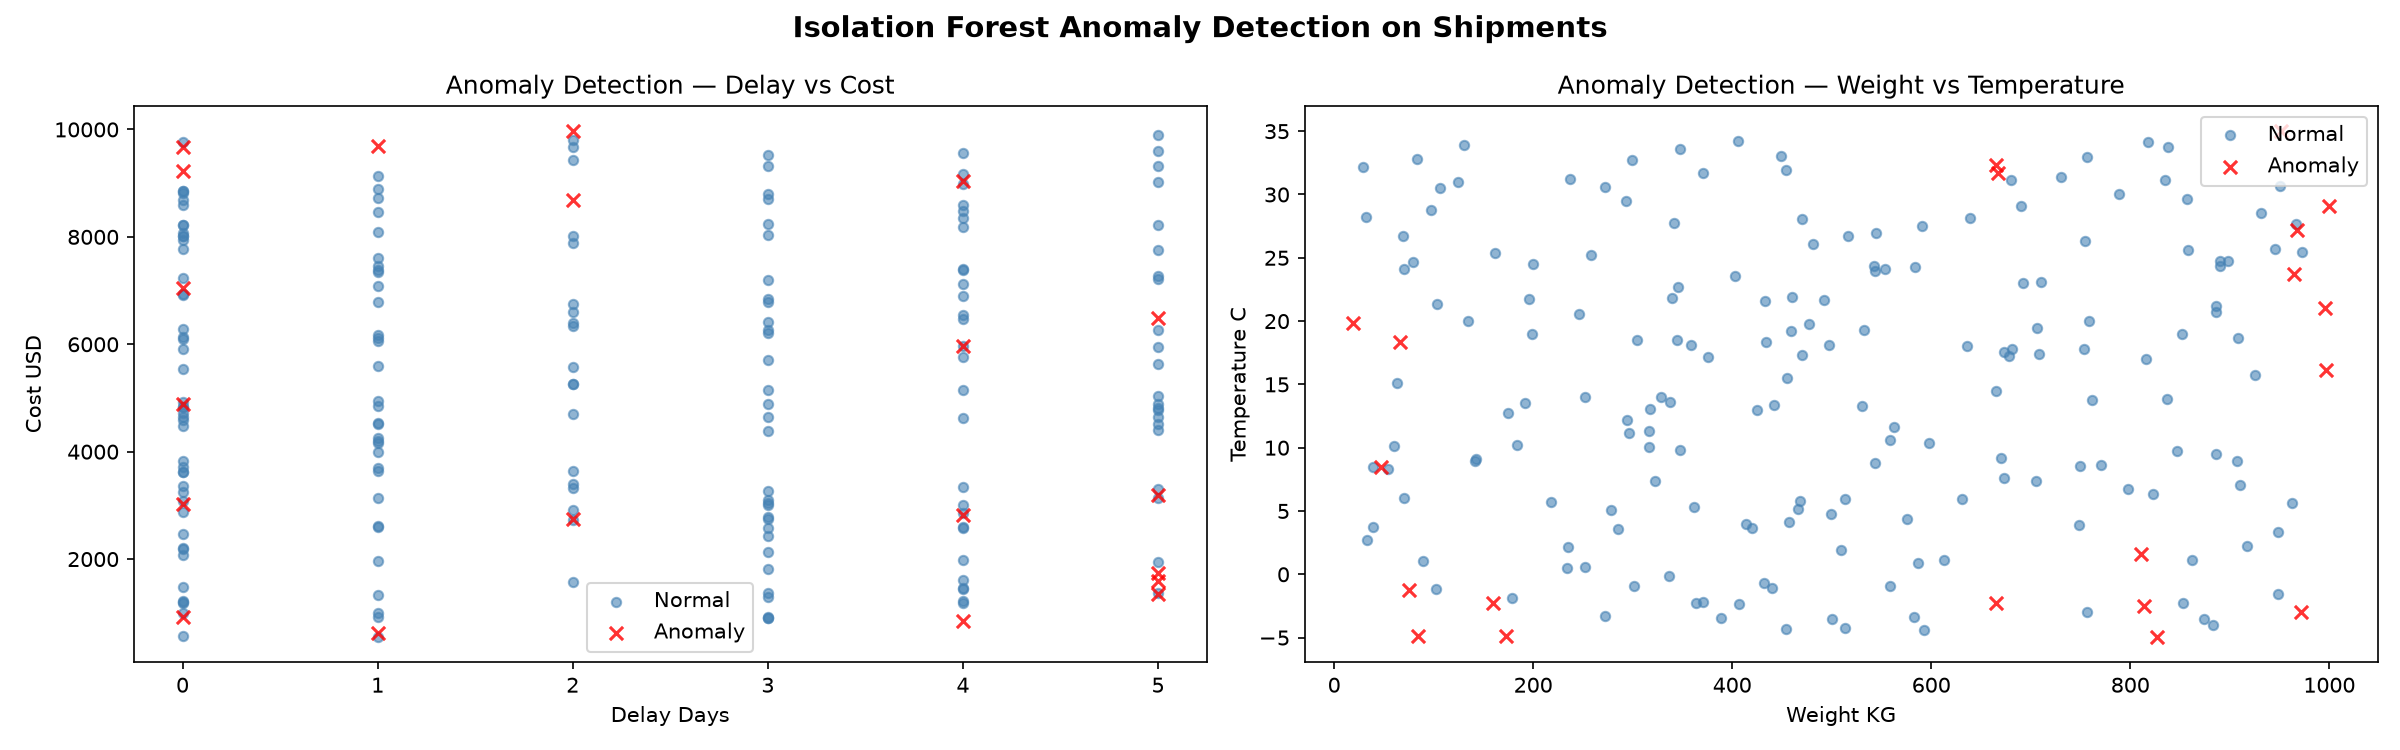 Isolation Forest Anomaly Detection on Shipments
Anomaly Detection — Delay vs Cost
Cost USD
10000
8000
6000
4000
2000
Normal
Anomaly
0 1 2 3 4 5
Delay Days
Anomaly Detection — Weight vs Temperature
Temperature C
35
30
25
20
15
10
5
0
−5
Normal
Anomaly
0 200 400 600 800 1000
Weight KG